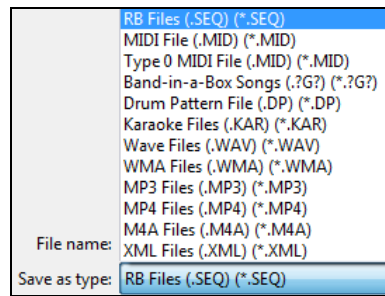 RB Files (.SEQ) (*.SEQ)
MIDI File (.MID) (*.MID)
Type 0 MIDI File (.MID) (*.MID)
Band-in-a-Box Songs (.?G?) (*.?G?)
Drum Pattern File (.DP) (*.DP)
Karaoke Files (.KAR) (*.KAR)
Wave Files (.WAV) (*.WAV)
WMA Files (.WMA) (*.WMA)
MP3 Files (.MP3) (*.MP3)
MP4 Files (.MP4) (*.MP4)
M4A Files (.M4A) (*.M4A)
File name: XML Files (.XML) (*.XML)
Save as type: RB Files (.SEQ) (*.SEQ)